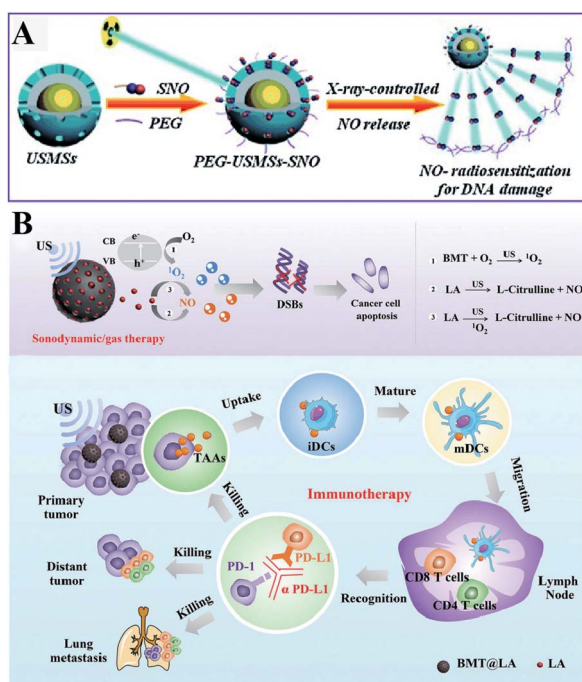 A
SNO
PEG
USMSs
PEG-USMSs-SNO
X-ray-controlled
NO release
NO- radiosensitization
for DNA damage
B
US
CB
e-
O2
1
VB
h+
1O2
3
NO
2
Sonodynamic/gas therapy
DSBs
Cancer cell
apoptosis
1 BMT + O2 US 1O2
2 LA US L-Citrulline + NO
3 LA US 1O2 L-Citrulline + NO
US
Primary
tumor
TAAs
Uptake
iDCs
Mature
mDCs
Migration
Killing
Immunotherapy
Distant
tumor
Killing
PD-1
PD-L1
α PD-L1
Recognition
CD8 T cells
CD4 T cells
Lymph
Node
Killing
Lung
metastasis
BMT@LA
LA